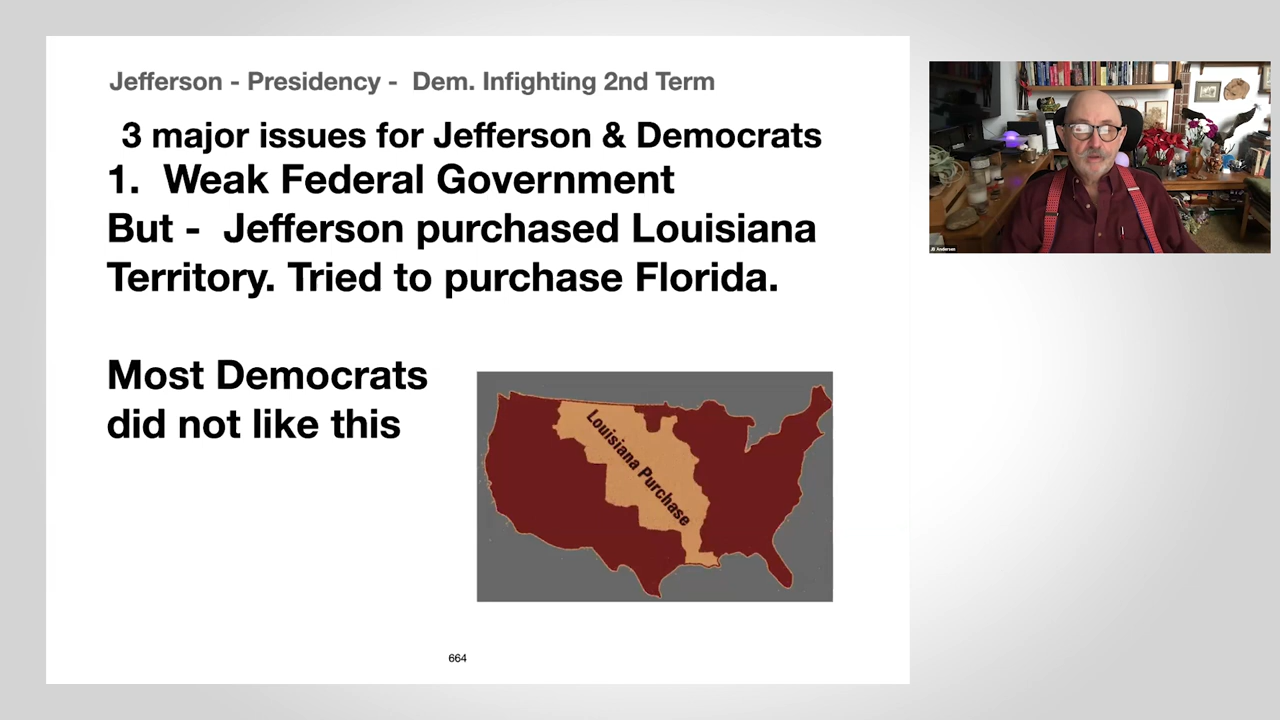 Jefferson - Presidency - Dem. Infighting 2nd Term
3 major issues for Jefferson & Democrats
1. Weak Federal Government
But - Jefferson purchased Louisiana
Territory. Tried to purchase Florida.
Most Democrats
did not like this
Louisiana Purchase
664
Anderson